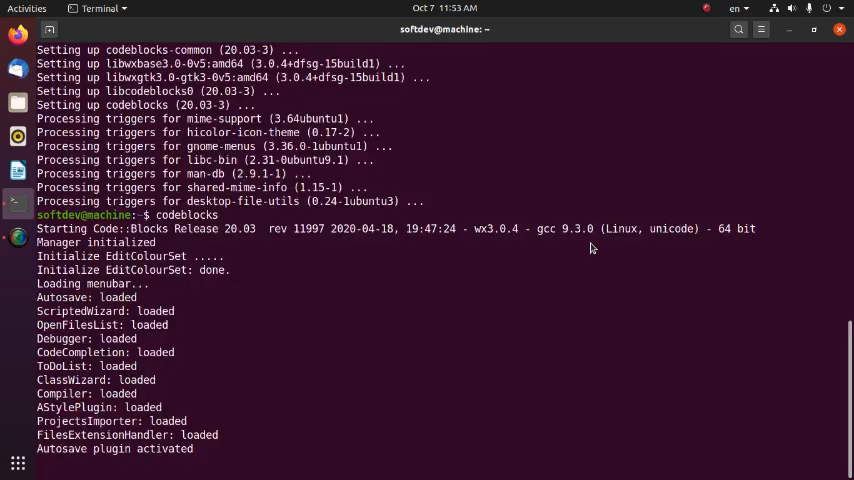 Activities
Terminal
Oct 7 11:53 AM
en
softdev@machine: ~
Setting up codeblocks-common (20.03-3) ...
Setting up libwxbase3.0-0v5:amd64 (3.0.4+dfsg-15build1) ...
Setting up libwxgtk3.0-gtk3-0v5:amd64 (3.0.4+dfsg-15build1) ...
Setting up libcodeblocks0 (20.03-3) ...
Setting up codeblocks (20.03-3) ...
Processing triggers for mime-support (3.64ubuntu1) ...
Processing triggers for hicolor-icon-theme (0.17-2) ...
Processing triggers for gnome-menus (3.36.0-1ubuntu1) ...
Processing triggers for libc-bin (2.31-0ubuntu9.1) ...
Processing triggers for man-db (2.9.1-1) ...
Processing triggers for shared-mime-info (1.15-1) ...
Processing triggers for desktop-file-utils (0.24-1ubuntu3) ...
softdev@machine:~$ codeblocks
Starting Code::Blocks Release 20.03  rev 11997 2020-04-18, 19:47:24 - wx3.0.4 - gcc 9.3.0 (Linux, unicode) - 64 bit
Manager initialized
Initialize EditColourSet .....
Initialize EditColourSet: done.
Loading menubar...
Autosave: loaded
ScriptedWizard: loaded
OpenFilesList: loaded
Debugger: loaded
CodeCompletion: loaded
ToDoList: loaded
ClassWizard: loaded
Compiler: loaded
AStylePlugin: loaded
ProjectsImporter: loaded
FilesExtensionHandler: loaded
Autosave plugin activated